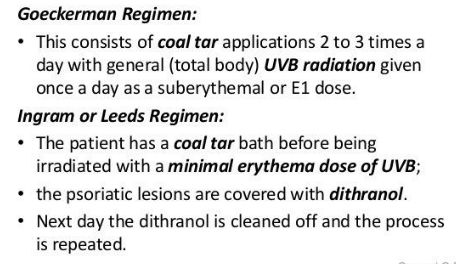 Goeckerman Regimen:
• This consists of coal tar applications 2 to 3 times a
day with general (total body) UVB radiation given
once a day as a suberythemal or E1 dose.
Ingram or Leeds Regimen:
• The patient has a coal tar bath before being
irradiated with a minimal erythema dose of UVB;
• the psoriatic lesions are covered with dithranol.
• Next day the dithranol is cleaned off and the process
is repeated.